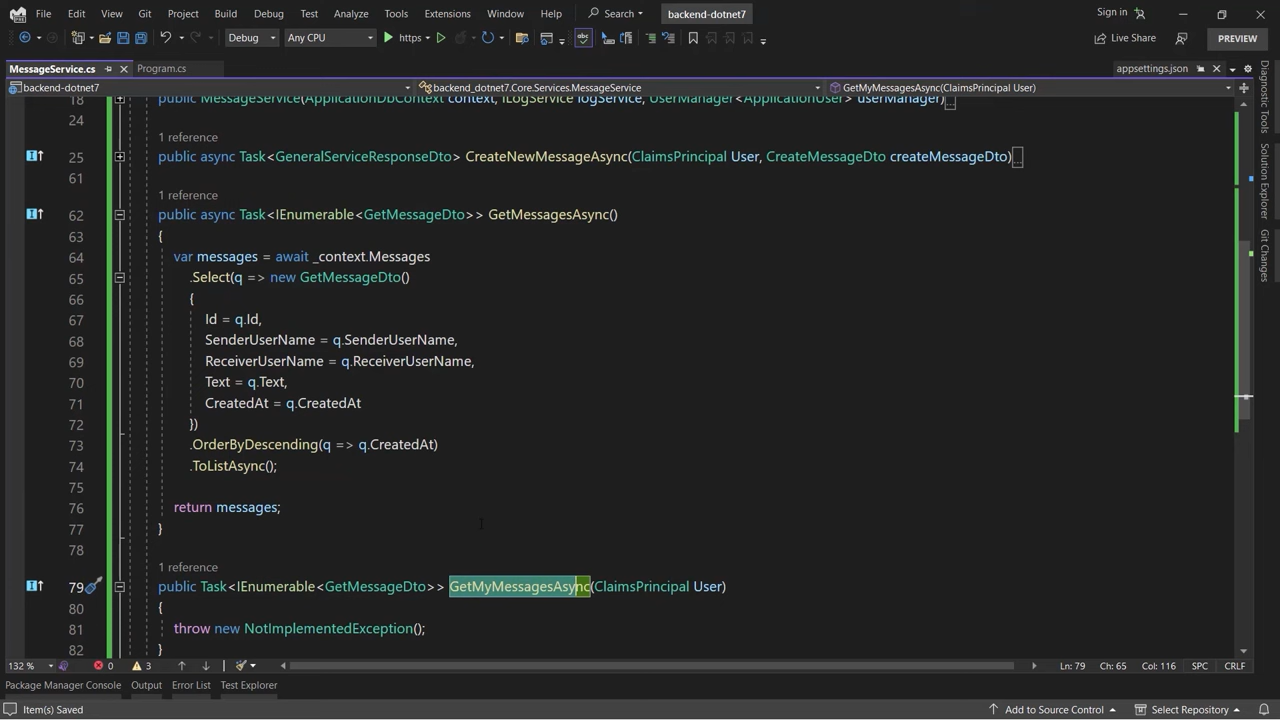 File Edit View Git Project Build Debug Test Analyze Tools Extensions Window Help Search backend-dotnet7 Sign in
Debug Any CPU https Live Share PREVIEW
MessageService.cs Program.cs appsettings.json
backend-dotnet7 backend_dotnet7.Core.Services.MessageService GetMyMessagesAsync(ClaimsPrincipal User)
18 public MessageService(ApplicationDbContext context, ILogService logService, UserManager<ApplicationUser> userManager)...
24
1 reference
25 public async Task<GeneralServiceResponseDto> CreateNewMessageAsync(ClaimsPrincipal User, CreateMessageDto createMessageDto)...
61
1 reference
62 public async Task<IEnumerable<GetMessageDto>> GetMessagesAsync()
63 {
64 var messages = await _context.Messages
65 .Select(q => new GetMessageDto()
66 {
67 Id = q.Id,
68 SenderUserName = q.SenderUserName,
69 ReceiverUserName = q.ReceiverUserName,
70 Text = q.Text,
71 CreatedAt = q.CreatedAt
72 })
73 .OrderByDescending(q => q.CreatedAt)
74 .ToListAsync();
75
76 return messages;
77 }
78
1 reference
79 public Task<IEnumerable<GetMessageDto>> GetMyMessagesAsync(ClaimsPrincipal User)
80 {
81 throw new NotImplementedException();
82 }
132 % 0 3 Ln: 79 Ch: 65 Col: 116 SPC CRLF
Package Manager Console Output Error List Test Explorer
Item(s) Saved Add to Source Control Select Repository
Diagnostic Tools
Solution Explorer
Git Changes